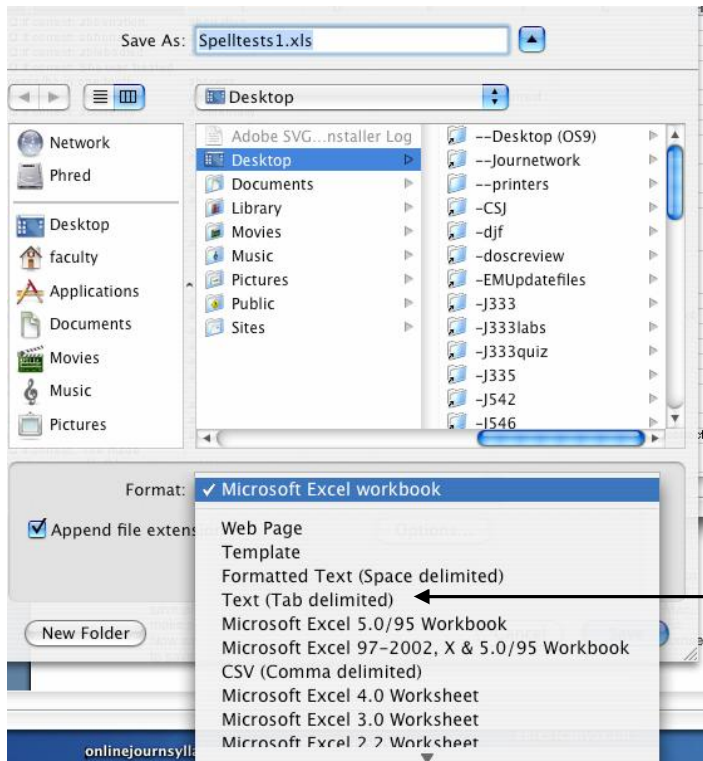 Save As: Spelltests1.xls
Desktop
Network
Phred
Desktop
faculty
Applications
Documents
Movies
Music
Pictures
Adobe SVG...nstaller Log
Desktop
Documents
Library
Movies
Music
Pictures
Public
Sites
--Desktop (OS9)
--Journetwork
--printers
-CSJ
-djf
-doscreview
-EMUpdatefiles
-J333
-J333labs
-J333quiz
-J335
-J542
-J546
Format: ✓ Microsoft Excel workbook
Append file exten
Web Page
Template
Formatted Text (Space delimited)
Text (Tab delimited)
Microsoft Excel 5.0/95 Workbook
Microsoft Excel 97-2002, X & 5.0/95 Workbook
CSV (Comma delimited)
Microsoft Excel 4.0 Worksheet
Microsoft Excel 3.0 Worksheet
Microsoft Excel 2.2 Worksheet
New Folder
onlinejournsylla